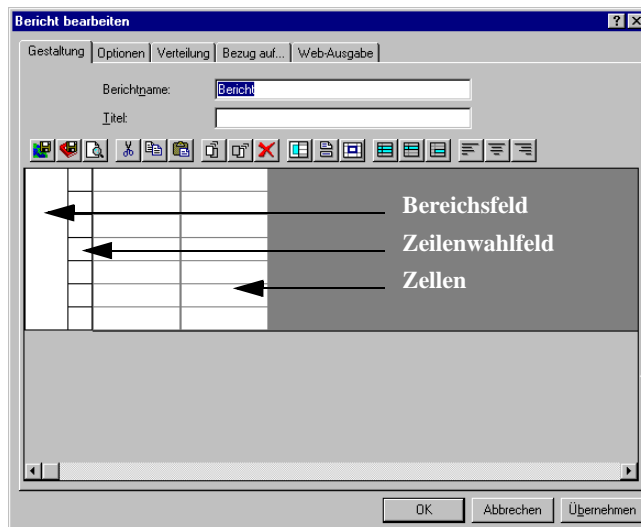 Bericht bearbeiten
Gestaltung Optionen Verteilung Bezug auf... Web-Ausgabe
Berichtname: Bericht
Titel:
Bereichsfeld
Zeilenwahlfeld
Zellen
OK Abbrechen Übernehmen